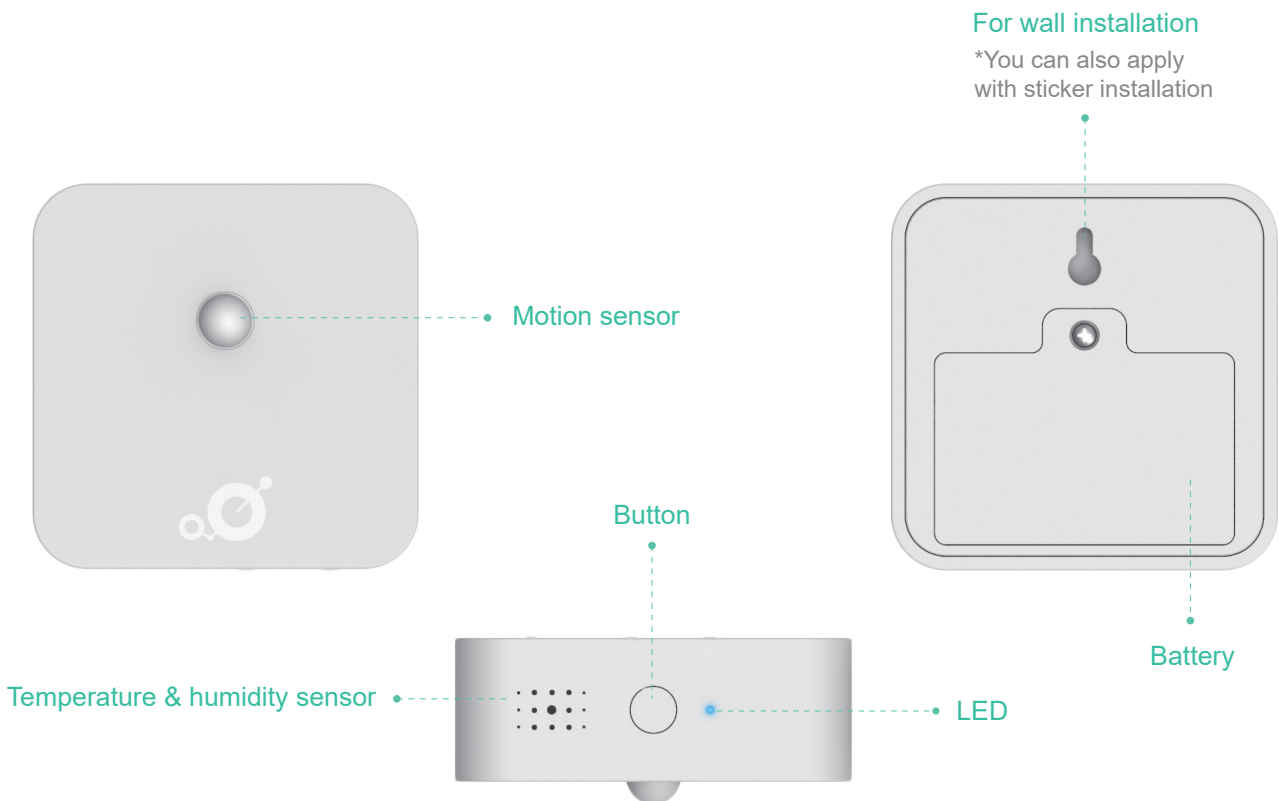 For wall installation
*You can also apply
with sticker installation
Motion sensor
Button
Battery
Temperature & humidity sensor
LED